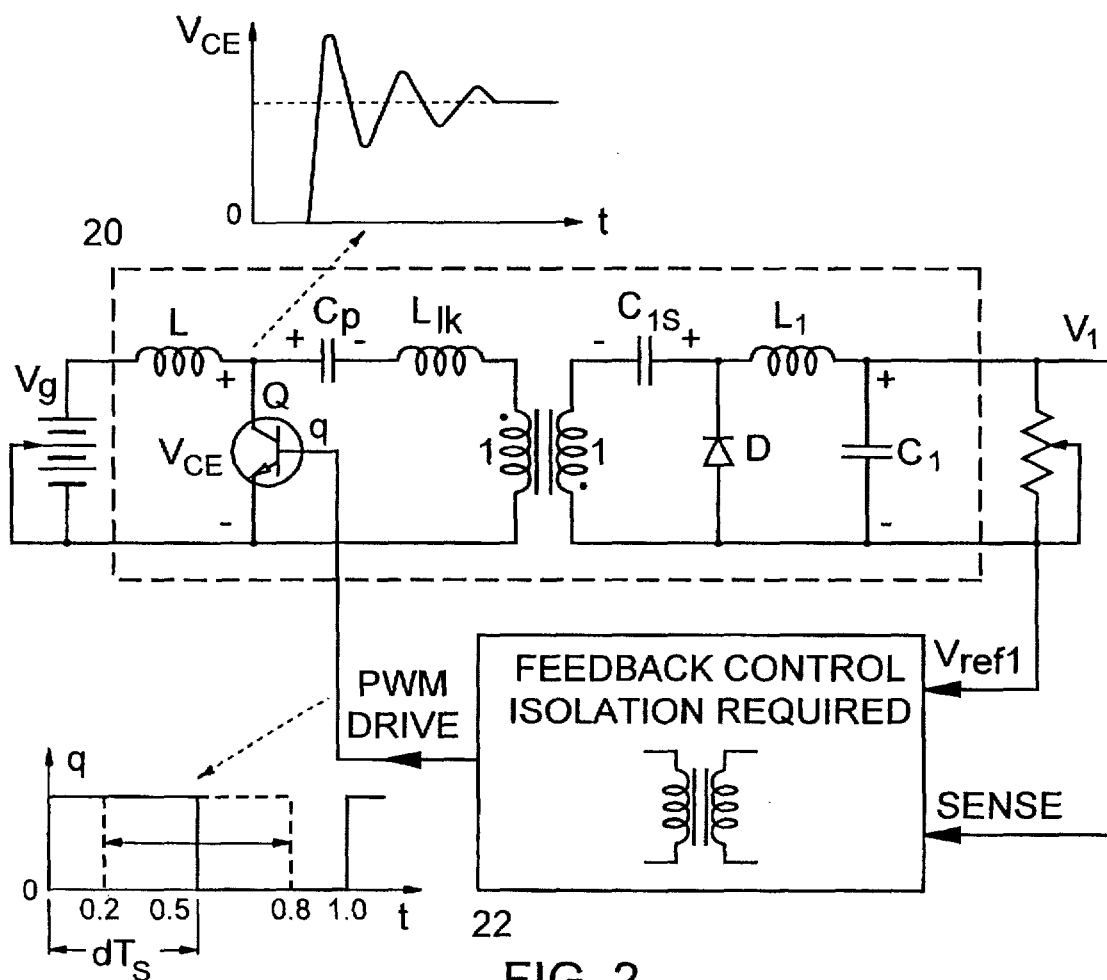 V_CE
0
t
20
L
C_p
L_lk
C_1S
L_1
V_1
+ - - +
V_g
+
Q
q
+
V_CE
1 1
D
C_1
-
-
PWM
DRIVE
FEEDBACK CONTROL
ISOLATION REQUIRED
V_ref1
SENSE
q
0
0.2 0.5 0.8 1.0 t
dT_S
22
FIG. 2